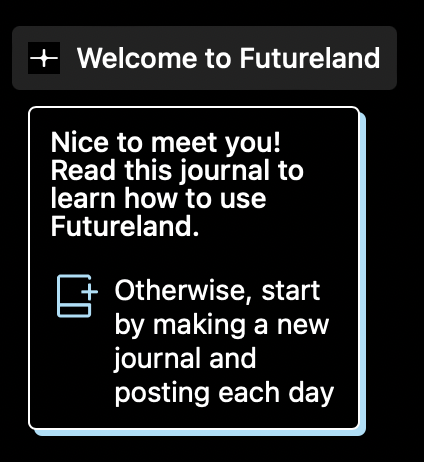 Welcome to Futureland
Nice to meet you!
Read this journal to
learn how to use
Futureland.
Otherwise, start
by making a new
journal and
posting each day